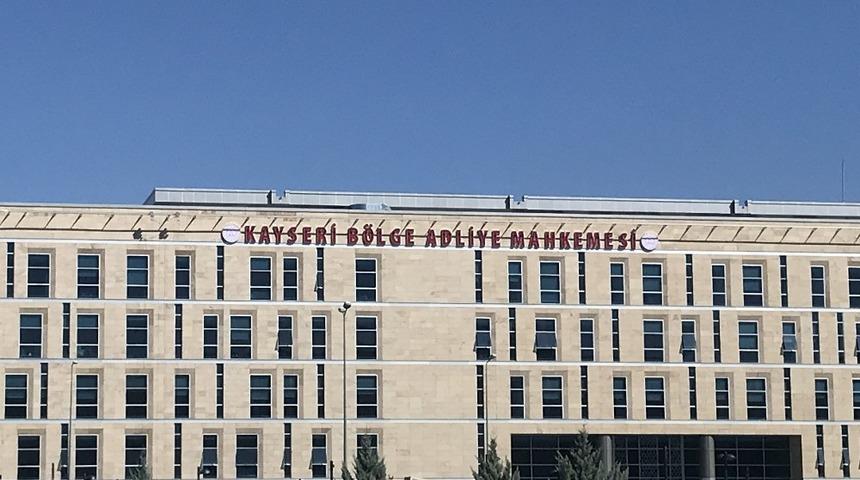 KAYSERİ BÖLGE ADLİYE MAHKEMESİ